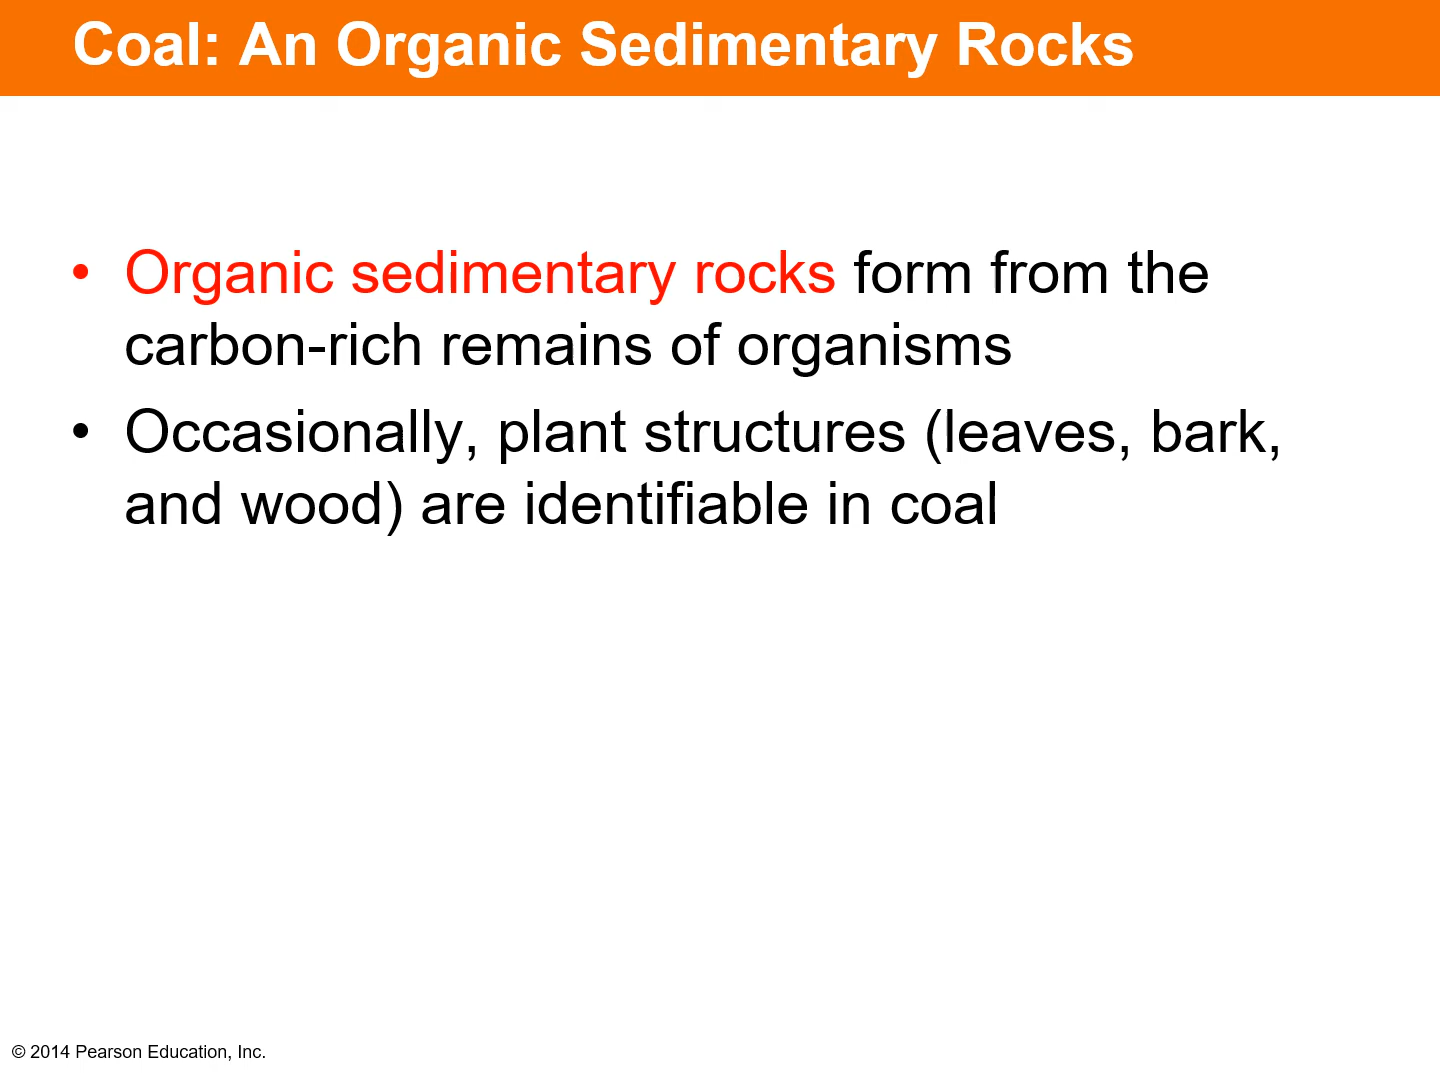 Coal: An Organic Sedimentary Rocks
• Organic sedimentary rocks form from the
carbon-rich remains of organisms
• Occasionally, plant structures (leaves, bark,
and wood) are identifiable in coal
© 2014 Pearson Education, Inc.